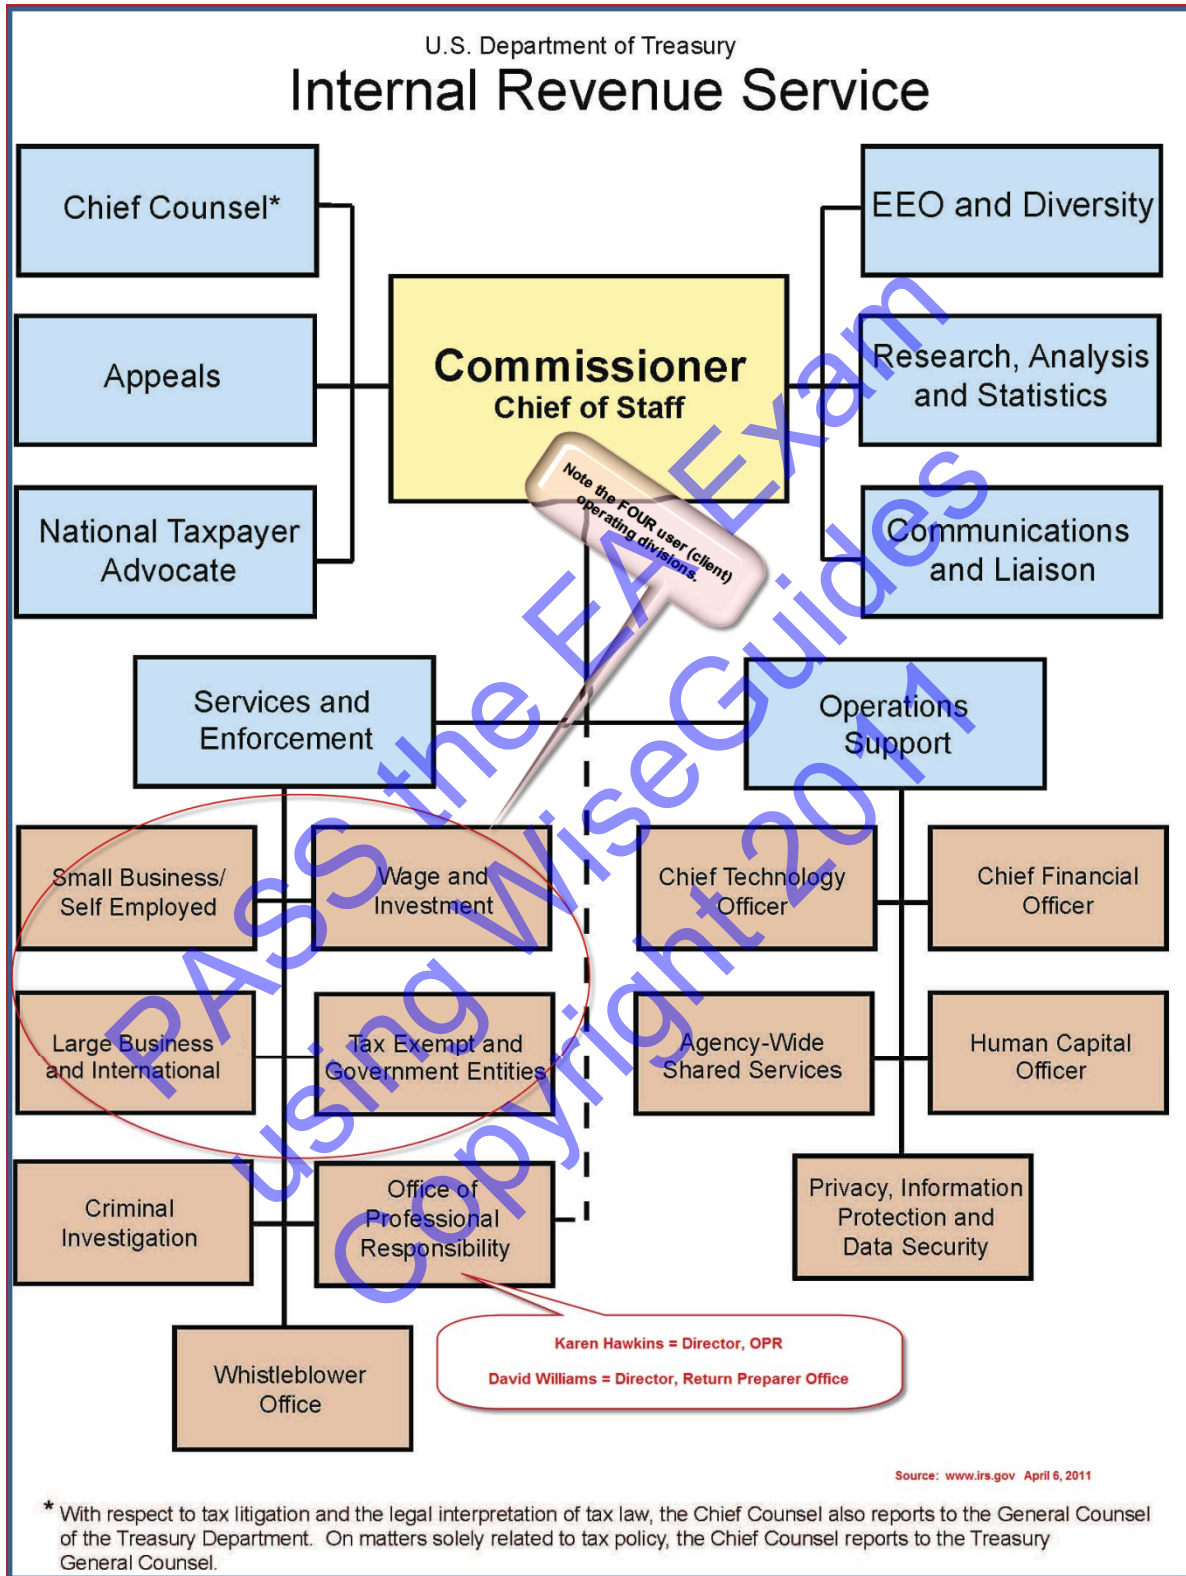 U.S. Department of Treasury
Internal Revenue Service
Chief Counsel*
EEO and Diversity
Commissioner
Chief of Staff
Appeals
Research, Analysis
and Statistics
National Taxpayer
Advocate
Communications
and Liaison
Note the FOUR user (client)
operating divisions.
Services and
Enforcement
Operations
Support
Small Business/
Self Employed
Wage and
Investment
Chief Technology
Officer
Chief Financial
Officer
Large Business
and International
Tax Exempt and
Government Entities
Agency-Wide
Shared Services
Human Capital
Officer
Criminal
Investigation
Office of
Professional
Responsibility
Privacy, Information
Protection and
Data Security
Whistleblower
Office
Karen Hawkins = Director, OPR
David Williams = Director, Return Preparer Office
PASS the EA Exam
using WiseGuides
Copyright 2011
Source: www.irs.gov April 6, 2011
* With respect to tax litigation and the legal interpretation of tax law, the Chief Counsel also reports to the General Counsel
of the Treasury Department. On matters solely related to tax policy, the Chief Counsel reports to the Treasury
General Counsel.